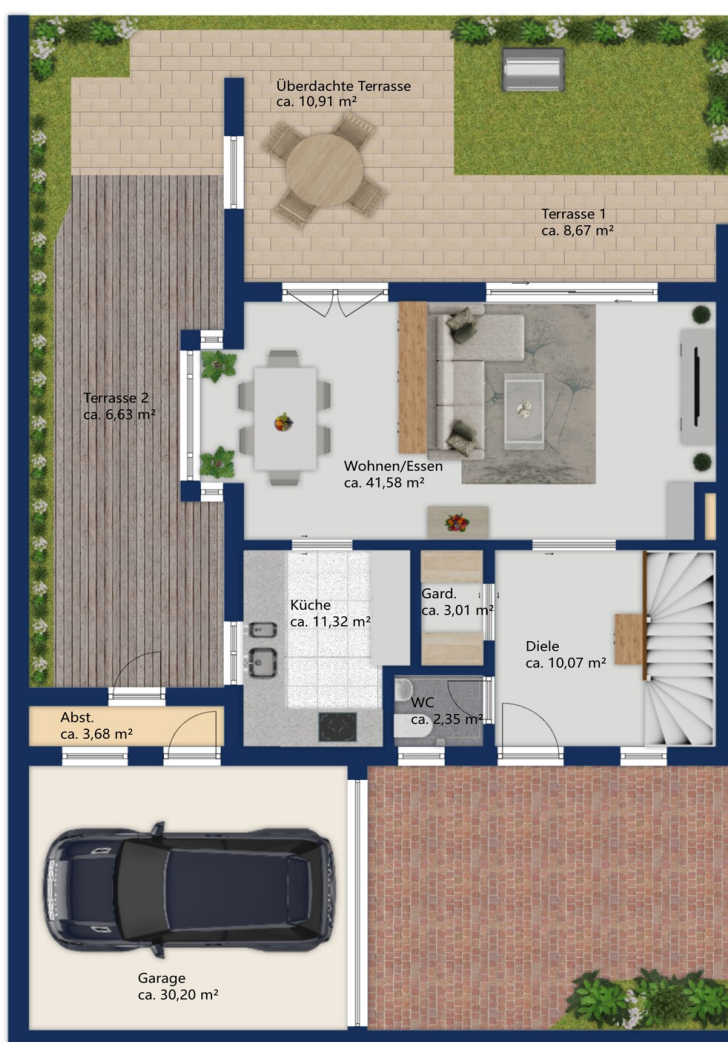 Überdachte Terrasse
ca. 10,91 m²
Terrasse 1
ca. 8,67 m²
Terrasse 2
ca. 6,63 m²
Wohnen/Essen
ca. 41,58 m²
Küche
ca. 11,32 m²
Gard.
ca. 3,01 m²
Diele
ca. 10,07 m²
WC
ca. 2,35 m²
Abst.
ca. 3,68 m²
Garage
ca. 30,20 m²